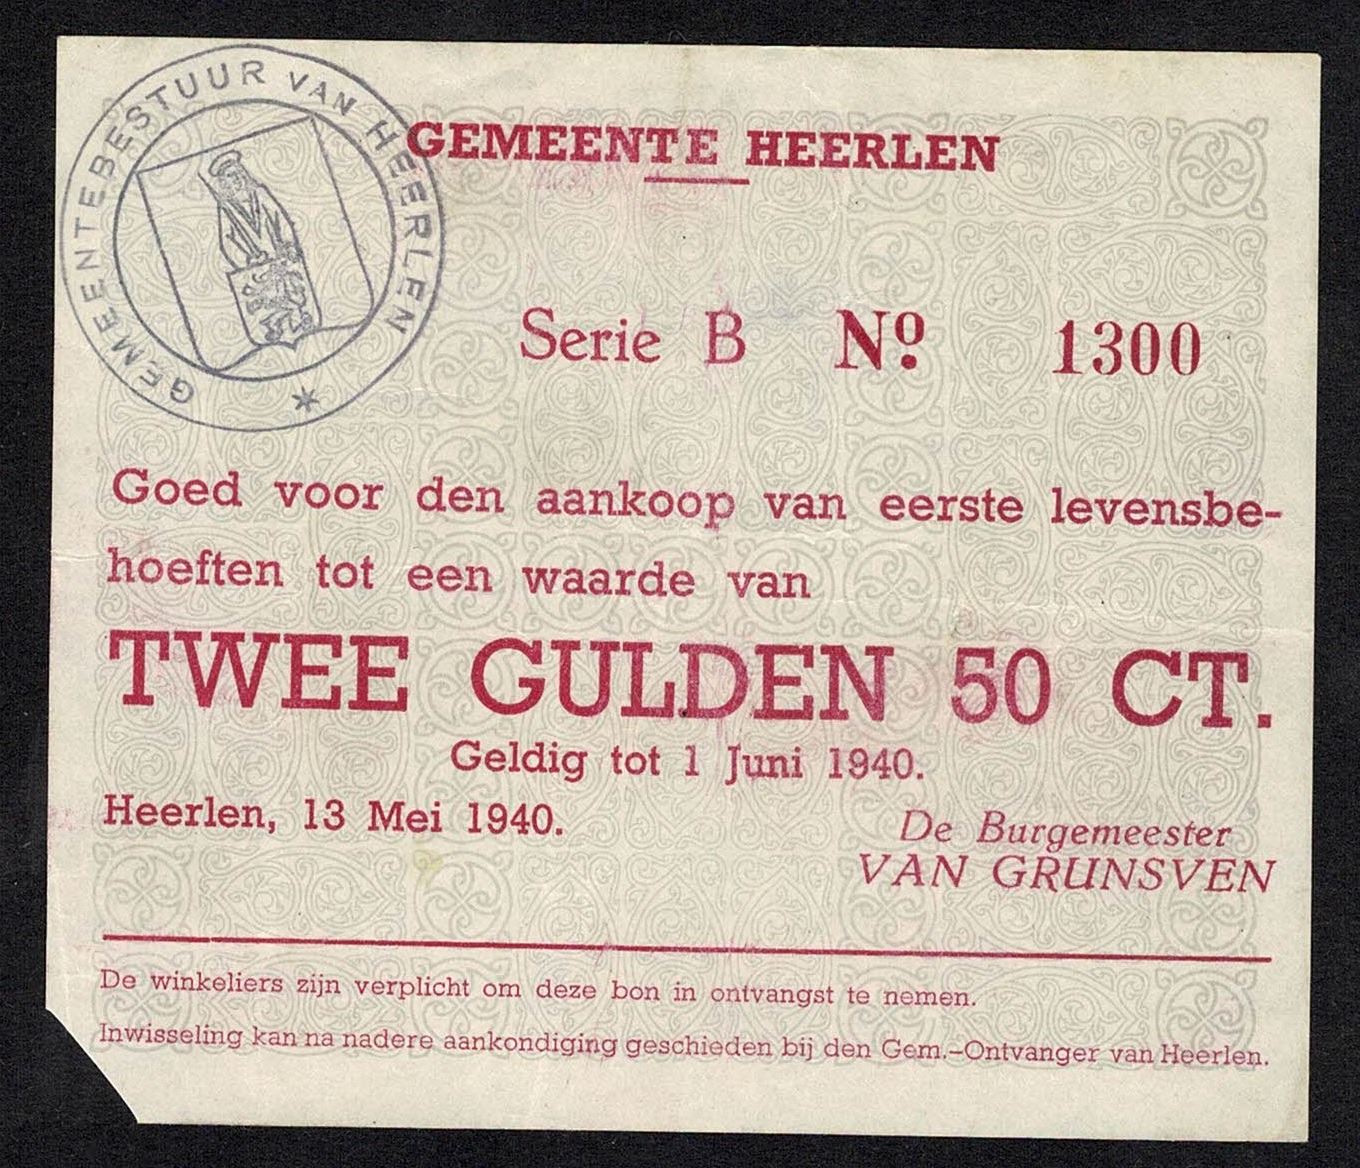 GEMEENTEBESTUUR VAN HEERLEN
GEMEENTE HEERLEN
Serie B Nº 1300
Goed voor den aankoop van eerste levensbe-
hoeften tot een waarde van
TWEE GULDEN 50 CT.
Geldig tot 1 Juni 1940.
Heerlen, 13 Mei 1940.
De Burgemeester
VAN GRUNSVEN
De winkeliers zijn verplicht om deze bon in ontvangst te nemen.
Inwisseling kan na nadere aankondiging geschieden bij den Gem.-Ontvanger van Heerlen.